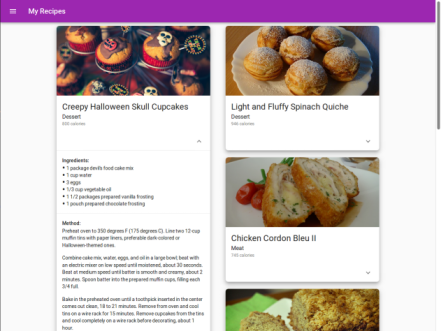 My Recipes
Creepy Halloween Skull Cupcakes
Dessert
Ingredients:
• 1 package devil's food cake mix
• 1 cup water
• 3 eggs
• 1/3 cup vegetable oil
• 1 1/2 packages prepared vanilla frosting
• 1 pouch prepared chocolate frosting
Method:
Preheat oven to 350 degrees F (175 degrees C). Line two 12-cup
muffin tins with paper liners, preferable dark-colored or
Halloween-themed ones.
Combine cake mix, water, eggs, and oil in a large bowl; beat with
an electric mixer on low speed until moistened, about 30 seconds.
Beat at medium speed until batter is smooth and creamy, about 2
minutes. Spoon batter into the prepared muffin cups, filling each
3/4 full.
Bake in the preheated oven until a toothpick inserted in the center
comes out clean, 18 to 21 minutes. Remove from oven and cool
tins on a wire rack for 15 minutes. Remove cupcakes from the tins
and cool completely on a wire rack before decorating, about 1
hour.
Light and Fluffy Spinach Quiche
Dessert
Chicken Cordon Bleu II
Meat